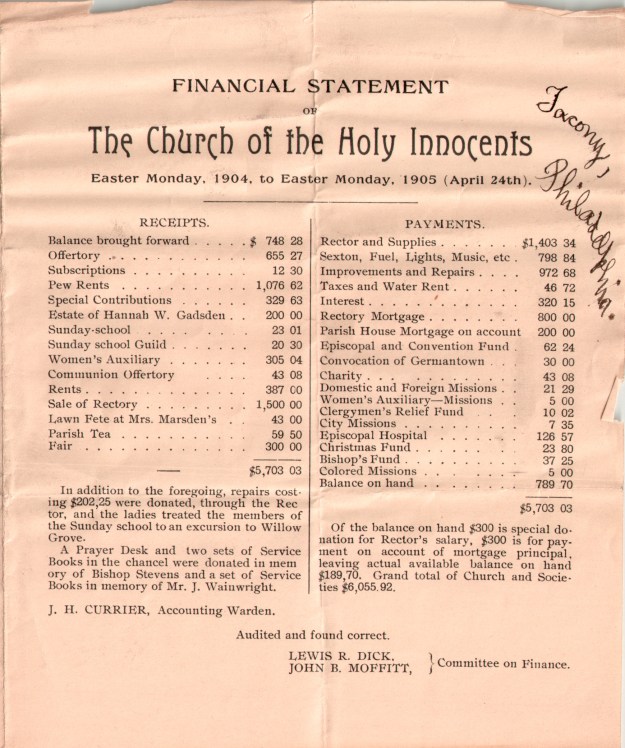 FINANCIAL STATEMENT
OF
The Church of the Holy Innocents
Easter Monday, 1904, to Easter Monday, 1905 (April 24th).
Tacony,
Philadelphia.
RECEIPTS.
Balance brought forward . . . . . $ 748 28
Offertory . . . . . . . . 655 27
Subscriptions . . . . . . . 12 30
Pew Rents . . . . . . . . 1,076 62
Special Contributions . . . . . 329 63
Estate of Hannah W. Gadsden . . 200 00
Sunday-school . . . . . . 23 01
Sunday school Guild . . . . . 20 30
Women's Auxiliary . . . . . 305 04
Communion Offertory . . . . 43 08
Rents . . . . . . . . . 387 00
Sale of Rectory . . . . . . . 1,500 00
Lawn Fete at Mrs. Marsden's . . 43 00
Parish Tea . . . . . . . 59 50
Fair . . . . . . . . . 300 00
$5,703 03
In addition to the foregoing, repairs cost-
ing $202,25 were donated, through the Rec
tor, and the ladies treated the members of
the Sunday school to an excursion to Willow
Grove.
A Prayer Desk and two sets of Service
Books in the chancel were donated in mem
ory of Bishop Stevens and a set of Service
Books in memory of Mr. J. Wainwright.
PAYMENTS.
Rector and Supplies . . . . . . $1,403 34
Sexton, Fuel, Lights, Music, etc . 798 84
Improvements and Repairs . . . . 972 68
Taxes and Water Rent . . . . . 46 72
Interest . . . . . . . . . 320 15
Rectory Mortgage . . . . . . . 800 00
Parish House Mortgage on account 200 00
Episcopal and Convention Fund . 62 24
Convocation of Germantown . . 30 00
Charity . . . . . . . . . 43 08
Domestic and Foreign Missions . . 21 29
Women's Auxiliary—Missions . . 5 00
Clergymen's Relief Fund . . 10 02
City Missions . . . . . . . 7 35
Episcopal Hospital . . . . . . 126 57
Christmas Fund . . . . . . . 23 80
Bishop's Fund . . . . . . . . 37 25
Colored Missions . . . . . . 5 00
Balance on hand . . . . . . . 789 70
$5,703 03
Of the balance on hand $300 is special do-
nation for Rector's salary, $300 is for pay-
ment on account of mortgage principal,
leaving actual available balance on hand
$189,70. Grand total of Church and Socie-
ties $6,055.92.
J. H. CURRIER, Accounting Warden.
Audited and found correct.
LEWIS R. DICK,
JOHN B. MOFFITT, } Committee on Finance.